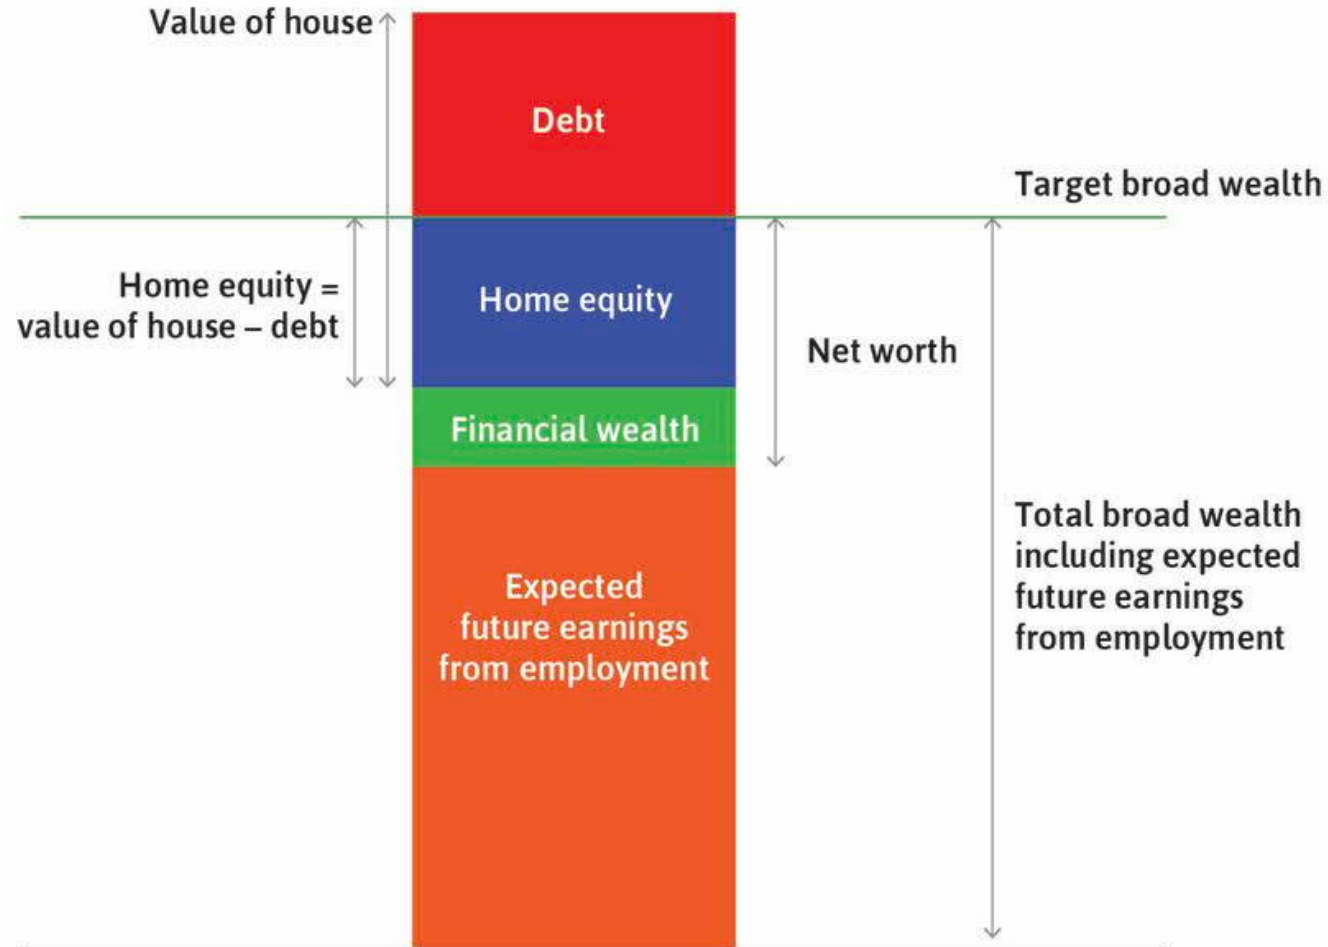 Value of house
Debt
Target broad wealth
Home equity =
value of house – debt
Home equity
Net worth
Financial wealth
Expected
future earnings
from employment
Total broad wealth
including expected
future earnings
from employment